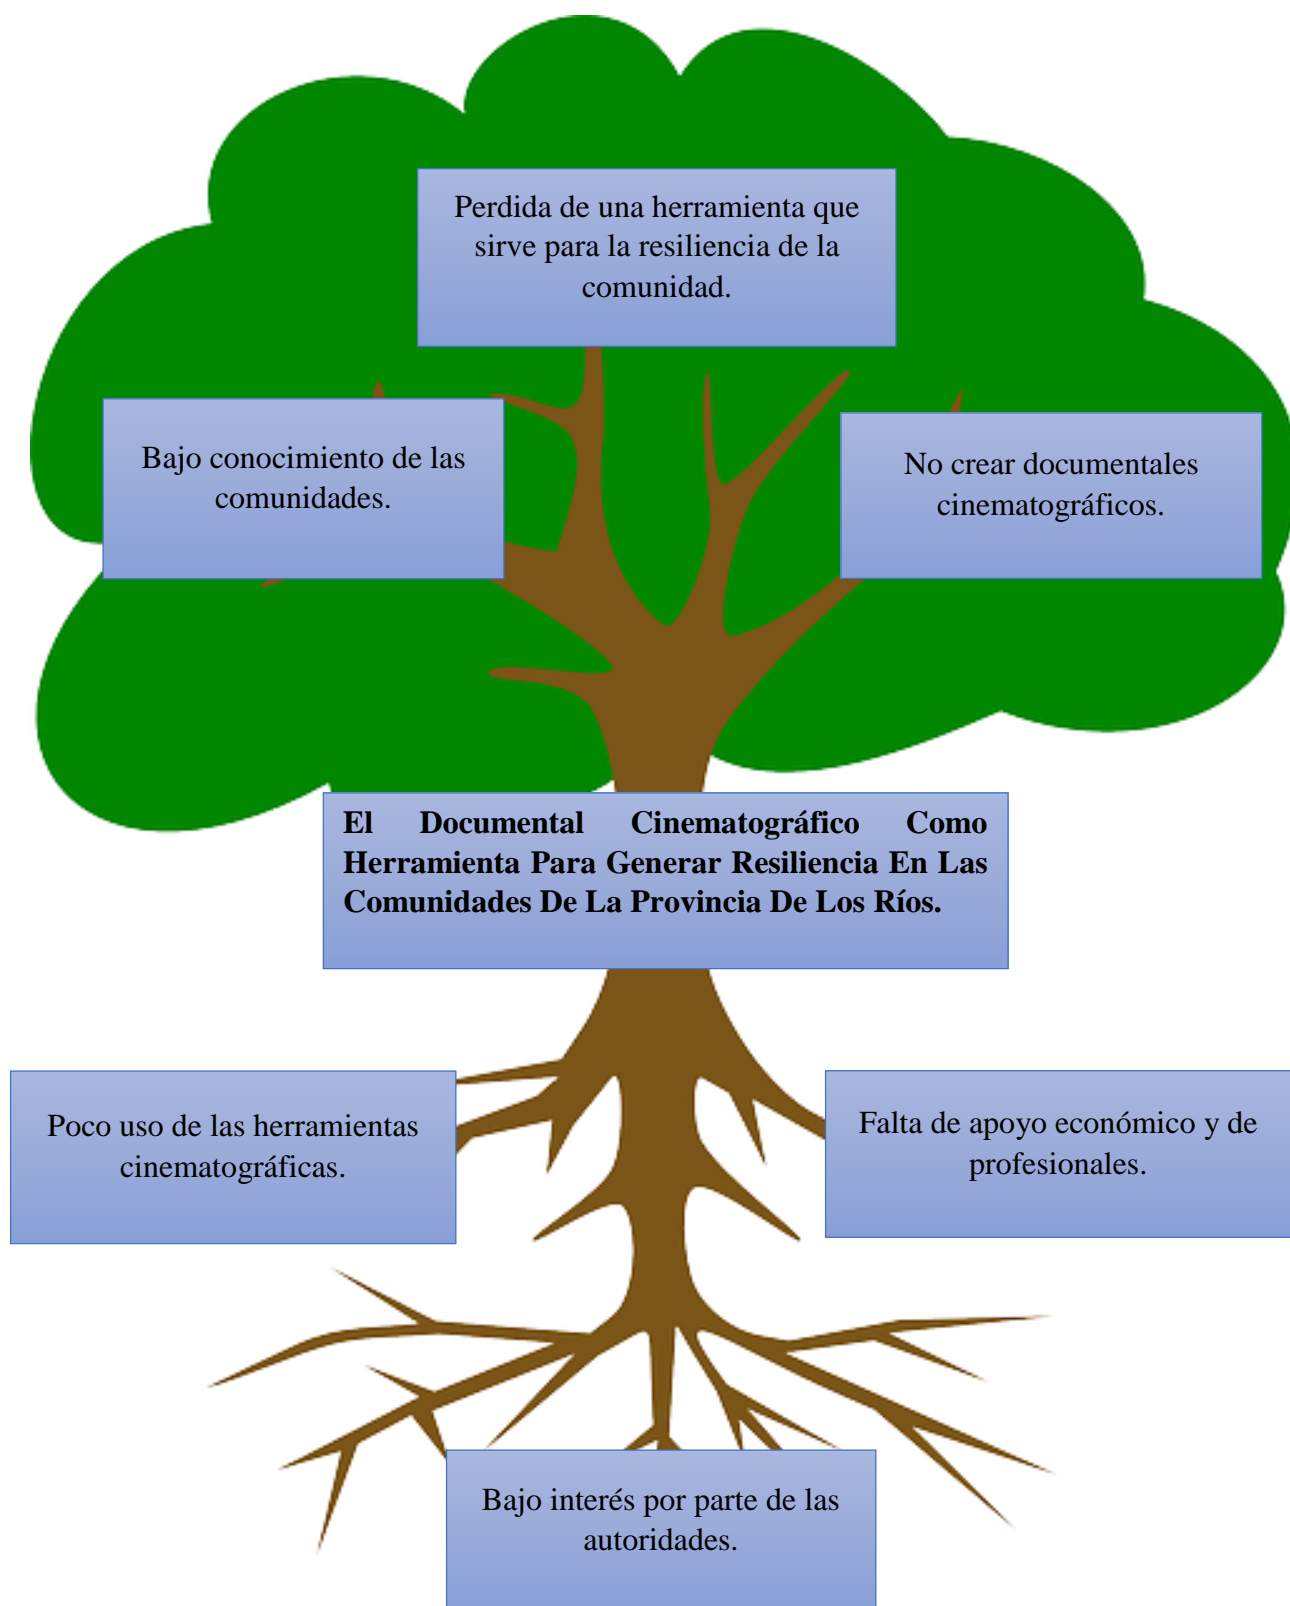 Perdida de una herramienta que
sirve para la resiliencia de la
comunidad.
Bajo conocimiento de las
comunidades.
No crear documentales
cinematográficos.
El Documental Cinematográfico Como
Herramienta Para Generar Resiliencia En Las
Comunidades De La Provincia De Los Ríos.
Poco uso de las herramientas
cinematográficas.
Falta de apoyo económico y de
profesionales.
Bajo interés por parte de las
autoridades.